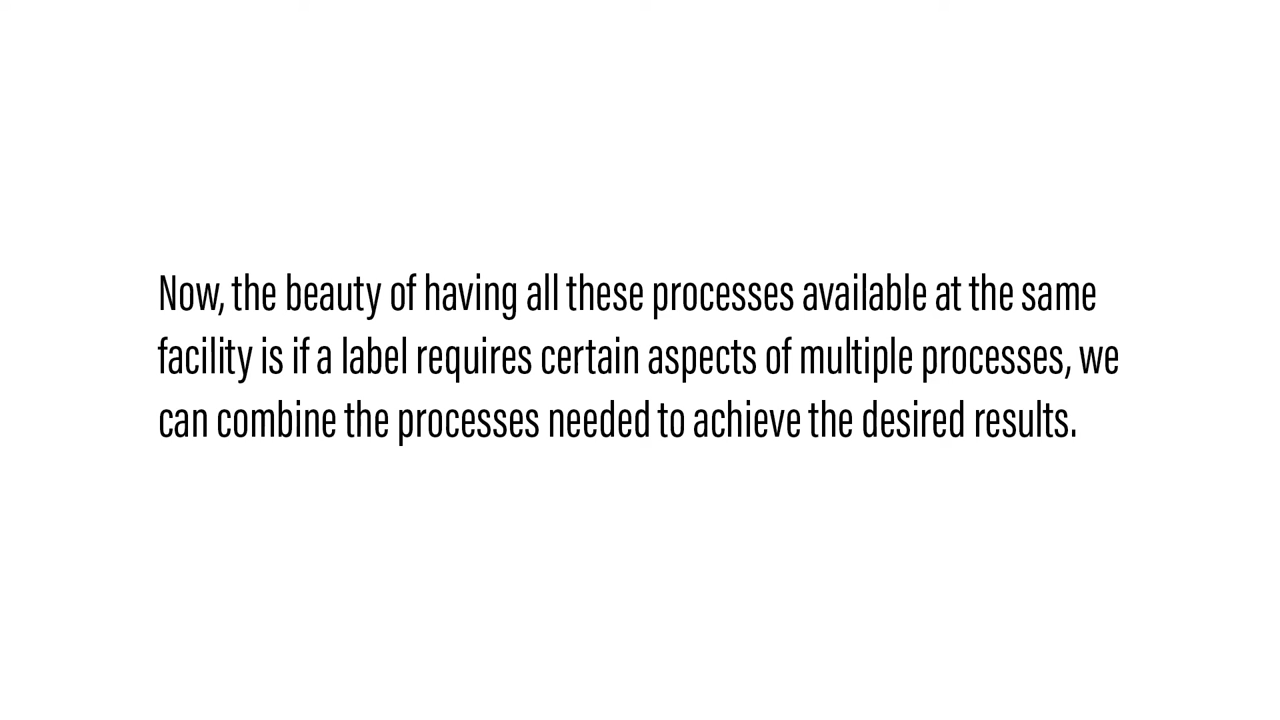 Now, the beauty of having all these processes available at the same
facility is if a label requires certain aspects of multiple processes, we
can combine the processes needed to achieve the desired results.